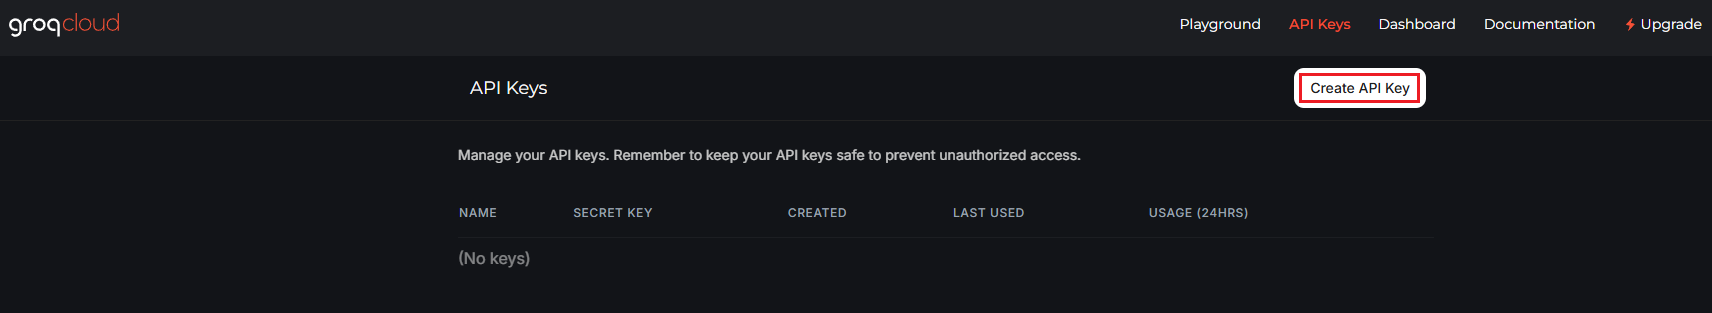 groqcloud
Playground API Keys Dashboard Documentation Upgrade
API Keys
Create API Key
Manage your API keys. Remember to keep your API keys safe to prevent unauthorized access.
NAME SECRET KEY CREATED LAST USED USAGE (24HRS)
(No keys)